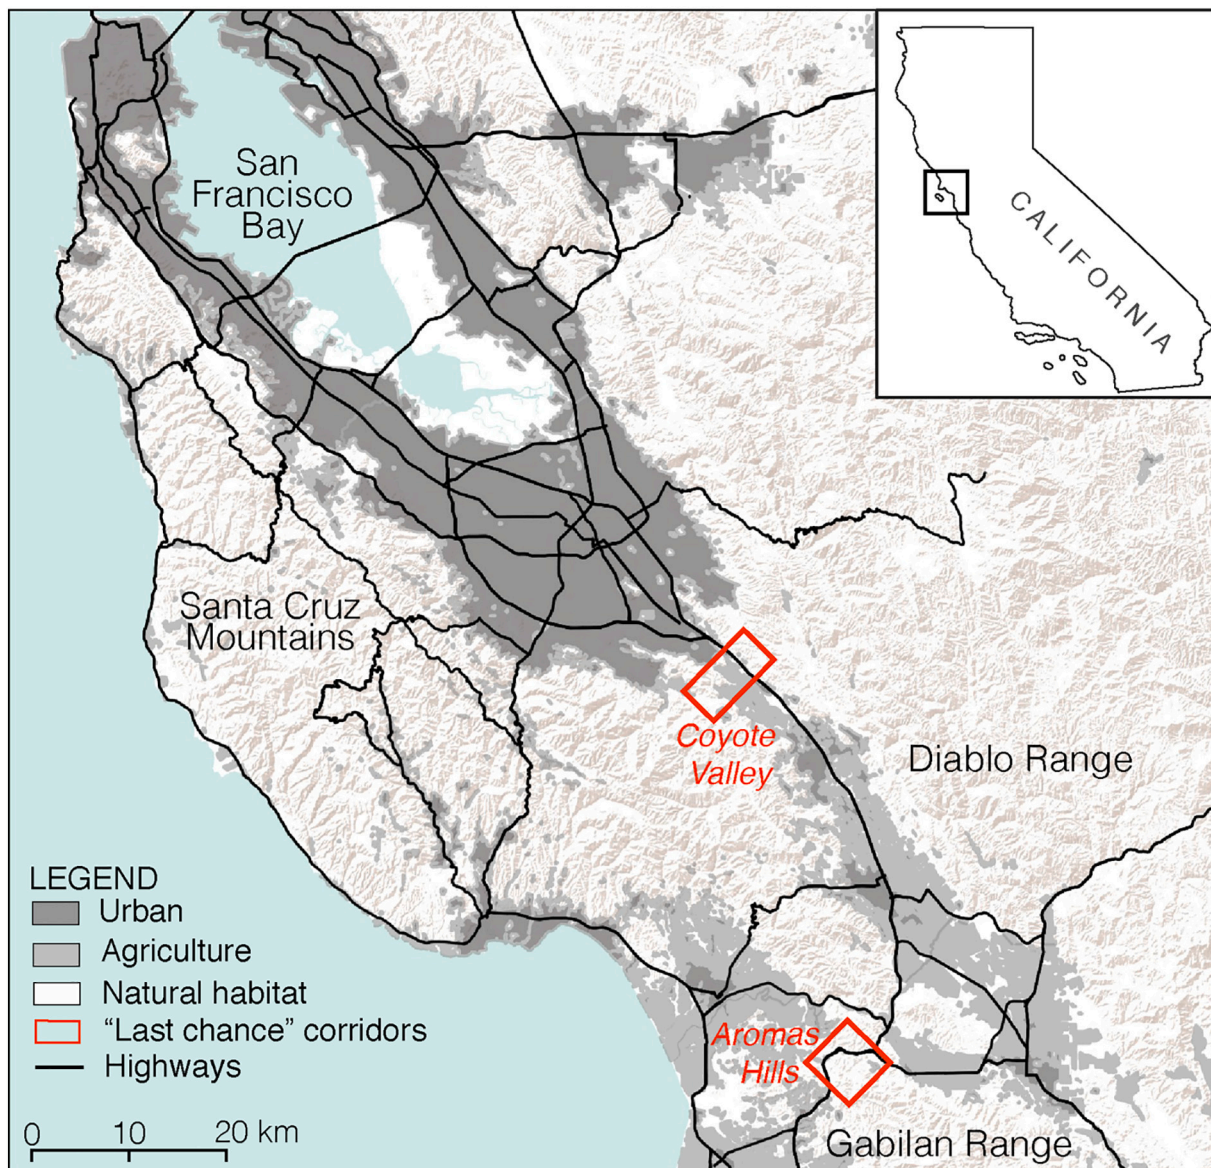 San
Francisco
Bay
CALIFORNIA
Santa Cruz
Mountains
Coyote
Valley
Diablo Range
LEGEND
Urban
Agriculture
Natural habitat
“Last chance” corridors
Highways
Aromas
Hills
0 10 20 km
Gabilan Range